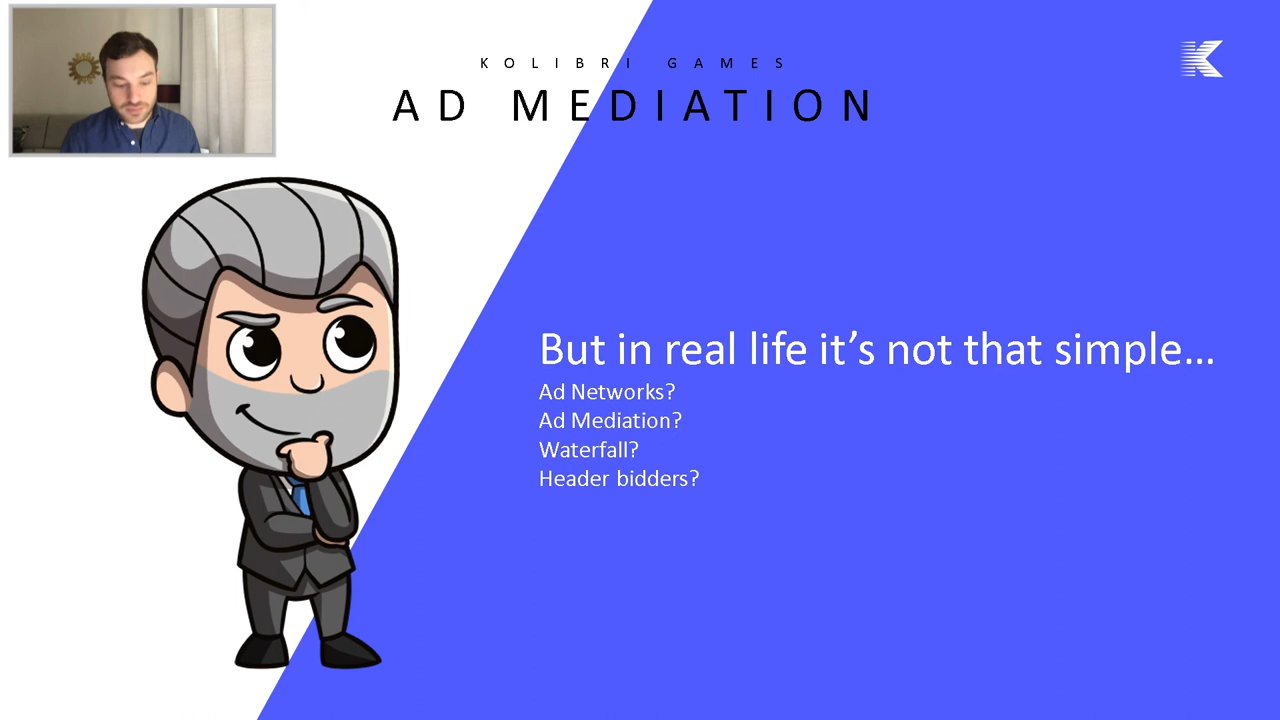 KOLIBRI GAMES
AD MEDIATION
But in real life it’s not that simple…
Ad Networks?
Ad Mediation?
Waterfall?
Header bidders?